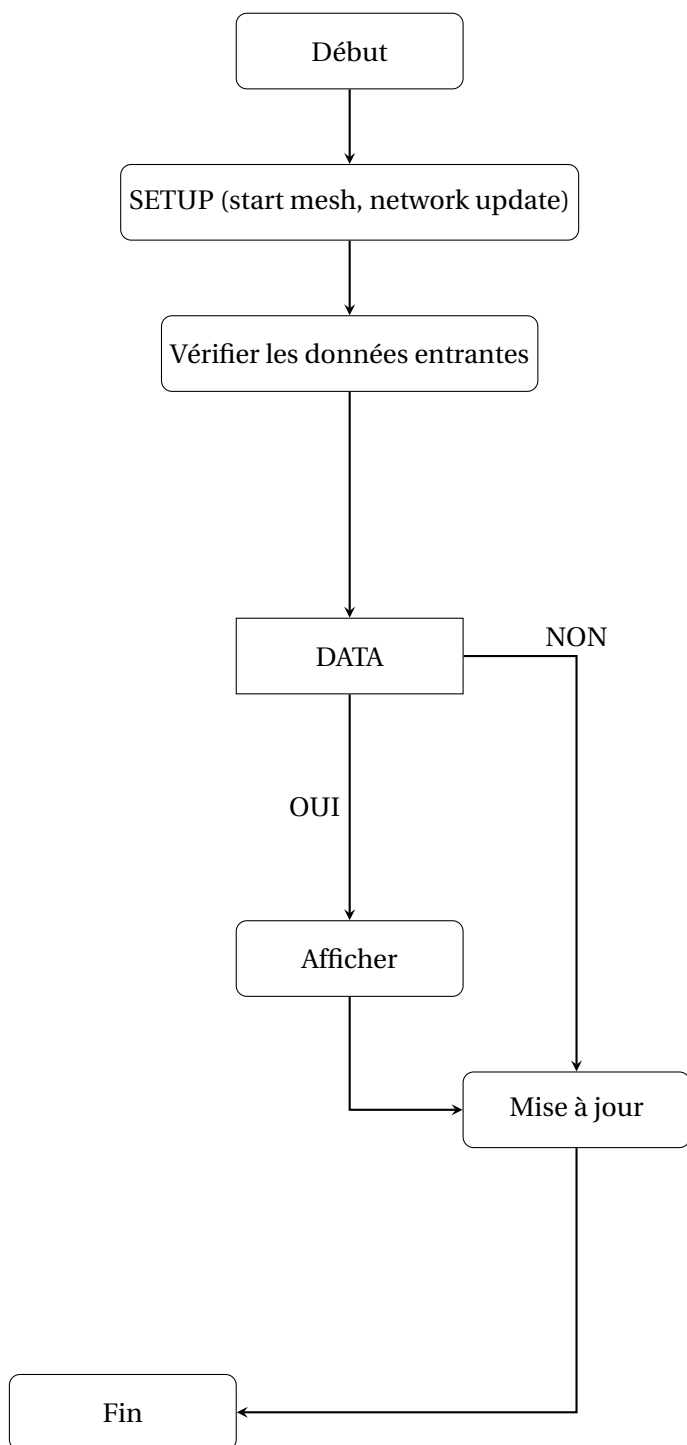 Début
SETUP (start mesh, network update)
Vérifier les données entrantes
DATA
NON
OUI
Afficher
Mise à jour
Fin